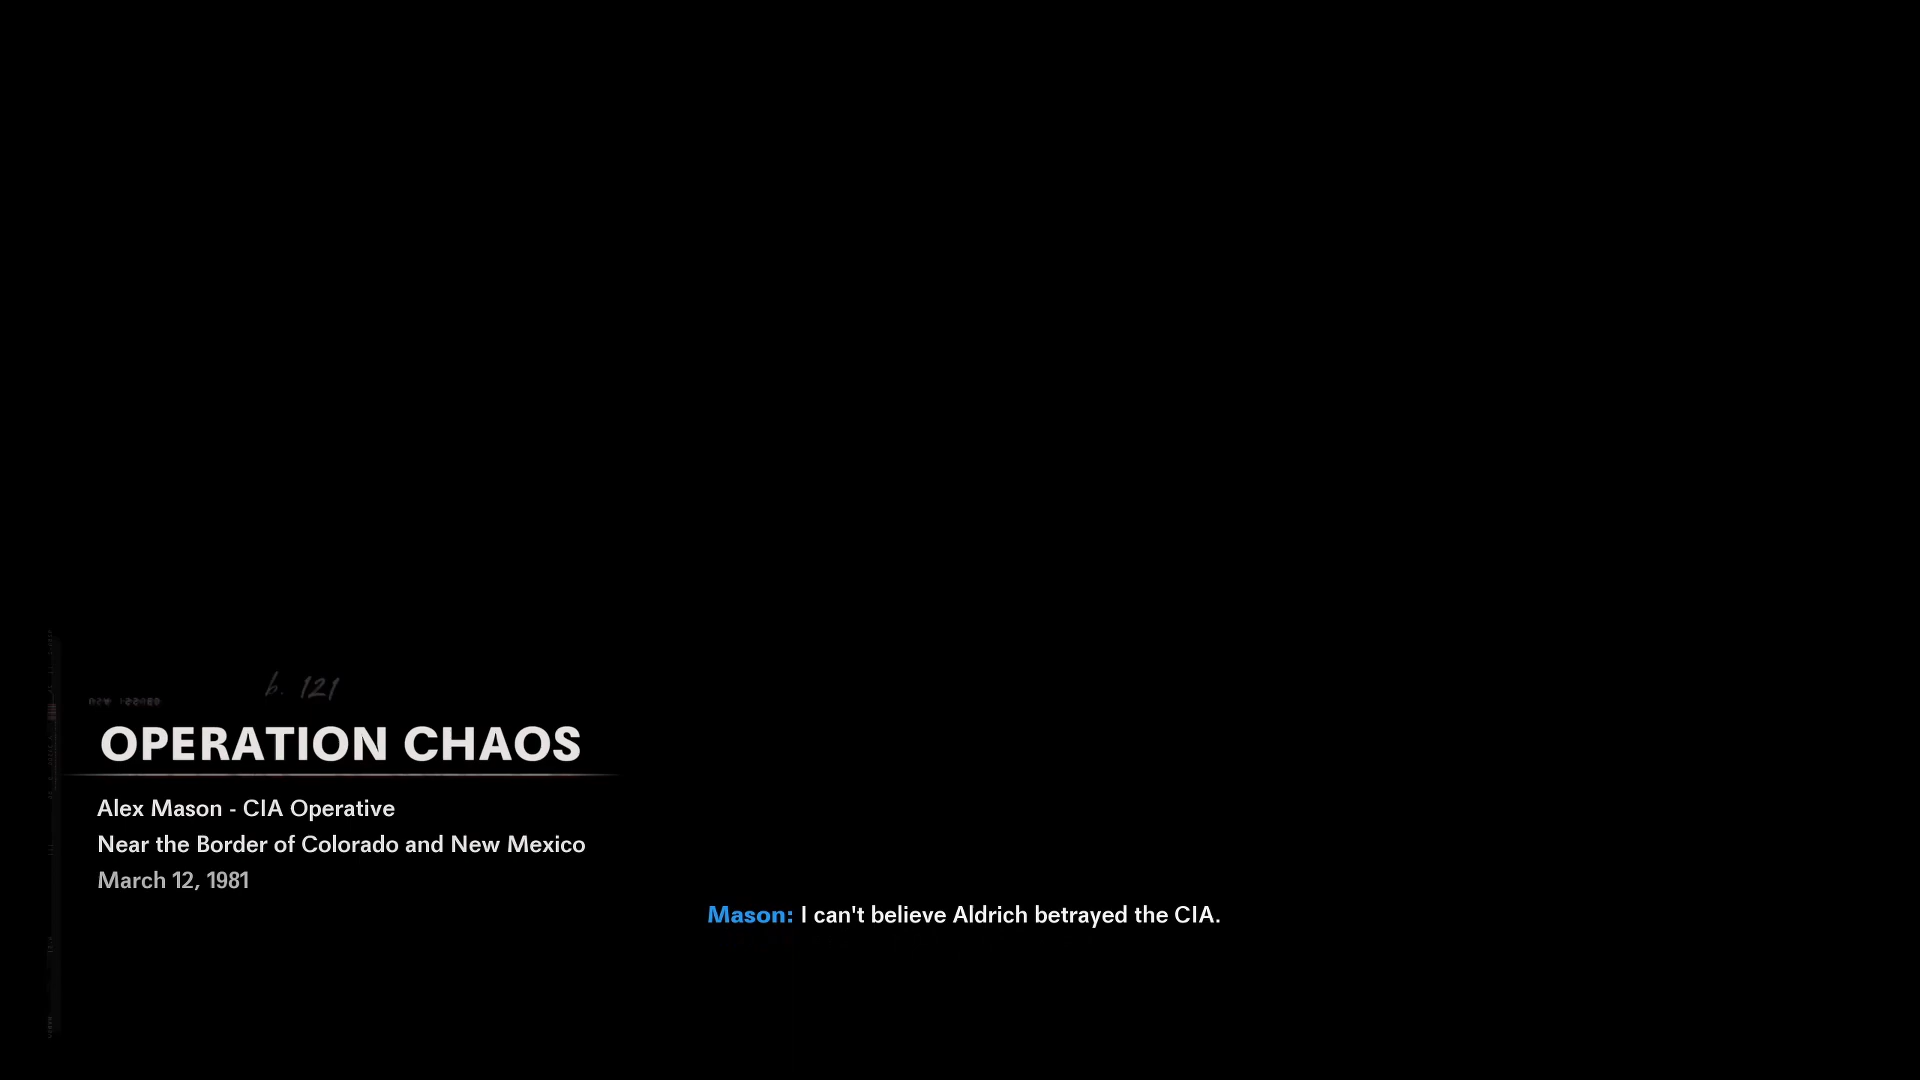 b. 121
OPERATION CHAOS
Alex Mason - CIA Operative
Near the Border of Colorado and New Mexico
March 12, 1981
Mason: I can't believe Aldrich betrayed the CIA.